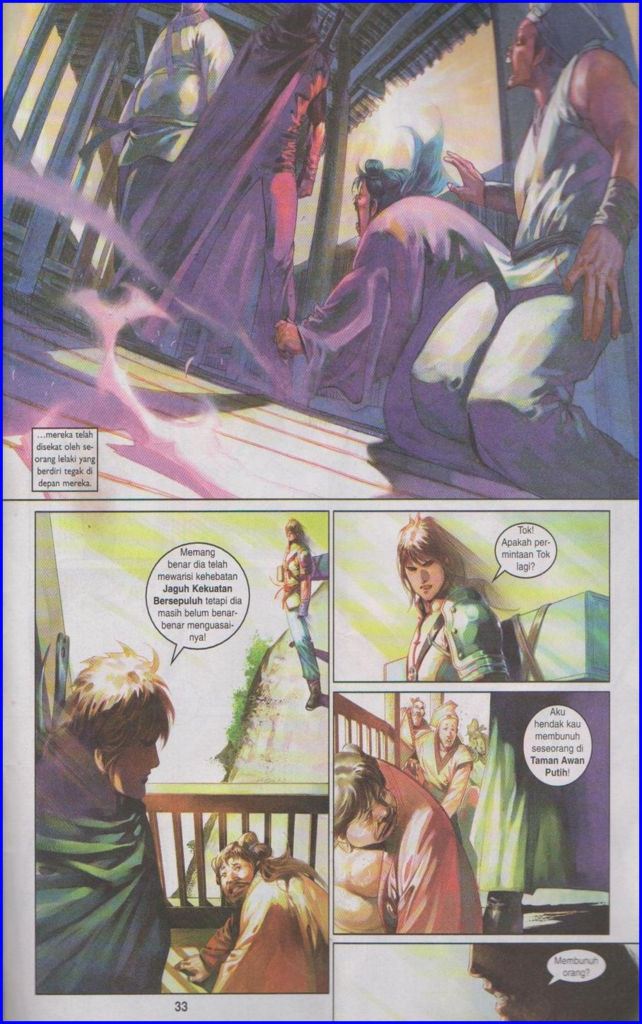 …mereka telah
disekat oleh se-
orang lelaki yang
berdiri tegak di
depan mereka.
Memang
benar dia telah
mewarisi kehebatan
Jaguh Kekuatan
Bersepuluh tetapi dia
masih belum benar-
benar menguasai-
nya!
Tok!
Apakah per-
mintaan Tok
lagi?
Aku
hendak kau
membunuh
seseorang di
Taman Awan
Putih!
Membunuh
orang?
33